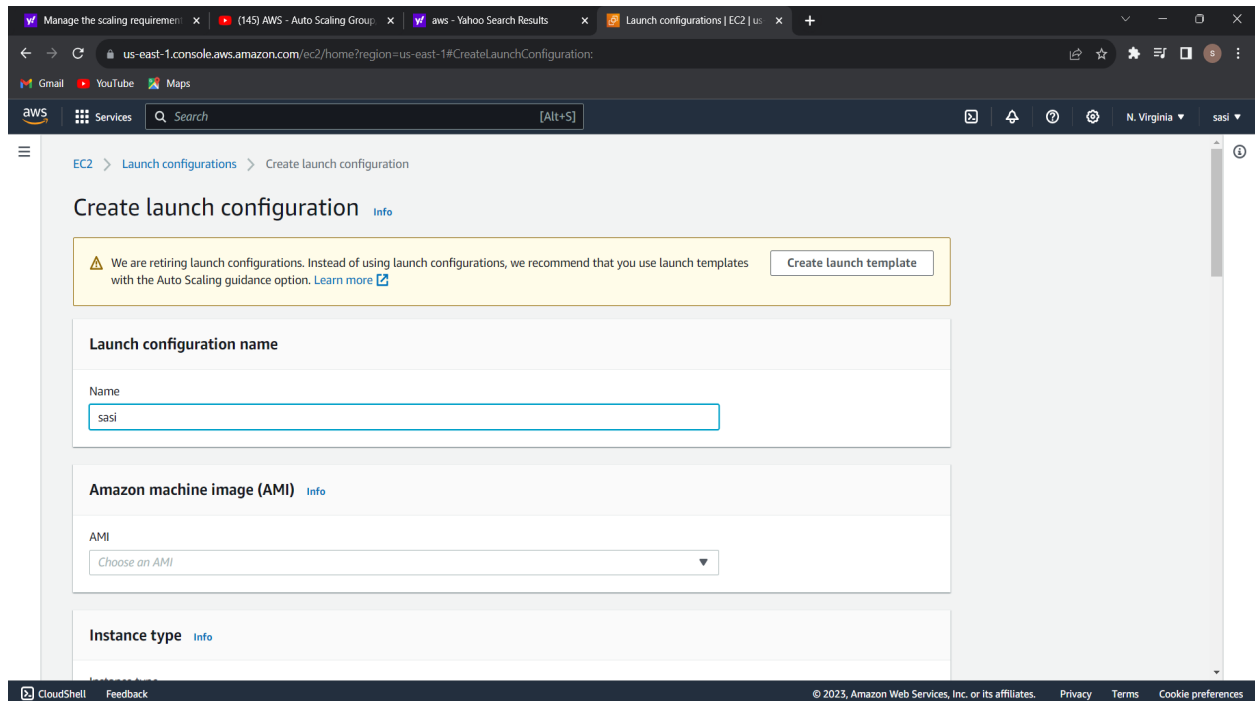 Manage the scaling requirement
(145) AWS - Auto Scaling Group
aws - Yahoo Search Results
Launch configurations | EC2 | us
us-east-1.console.aws.amazon.com/ec2/home?region=us-east-1#CreateLaunchConfiguration:
S
Gmail YouTube Maps
aws Services Search [Alt+S] N. Virginia sasi
EC2 > Launch configurations > Create launch configuration
Create launch configuration Info
We are retiring launch configurations. Instead of using launch configurations, we recommend that you use launch templates
with the Auto Scaling guidance option. Learn more
Create launch template
Launch configuration name
Name
sasi
Amazon machine image (AMI) Info
AMI
Choose an AMI
Instance type Info
Instance type
CloudShell Feedback © 2023, Amazon Web Services, Inc. or its affiliates. Privacy Terms Cookie preferences